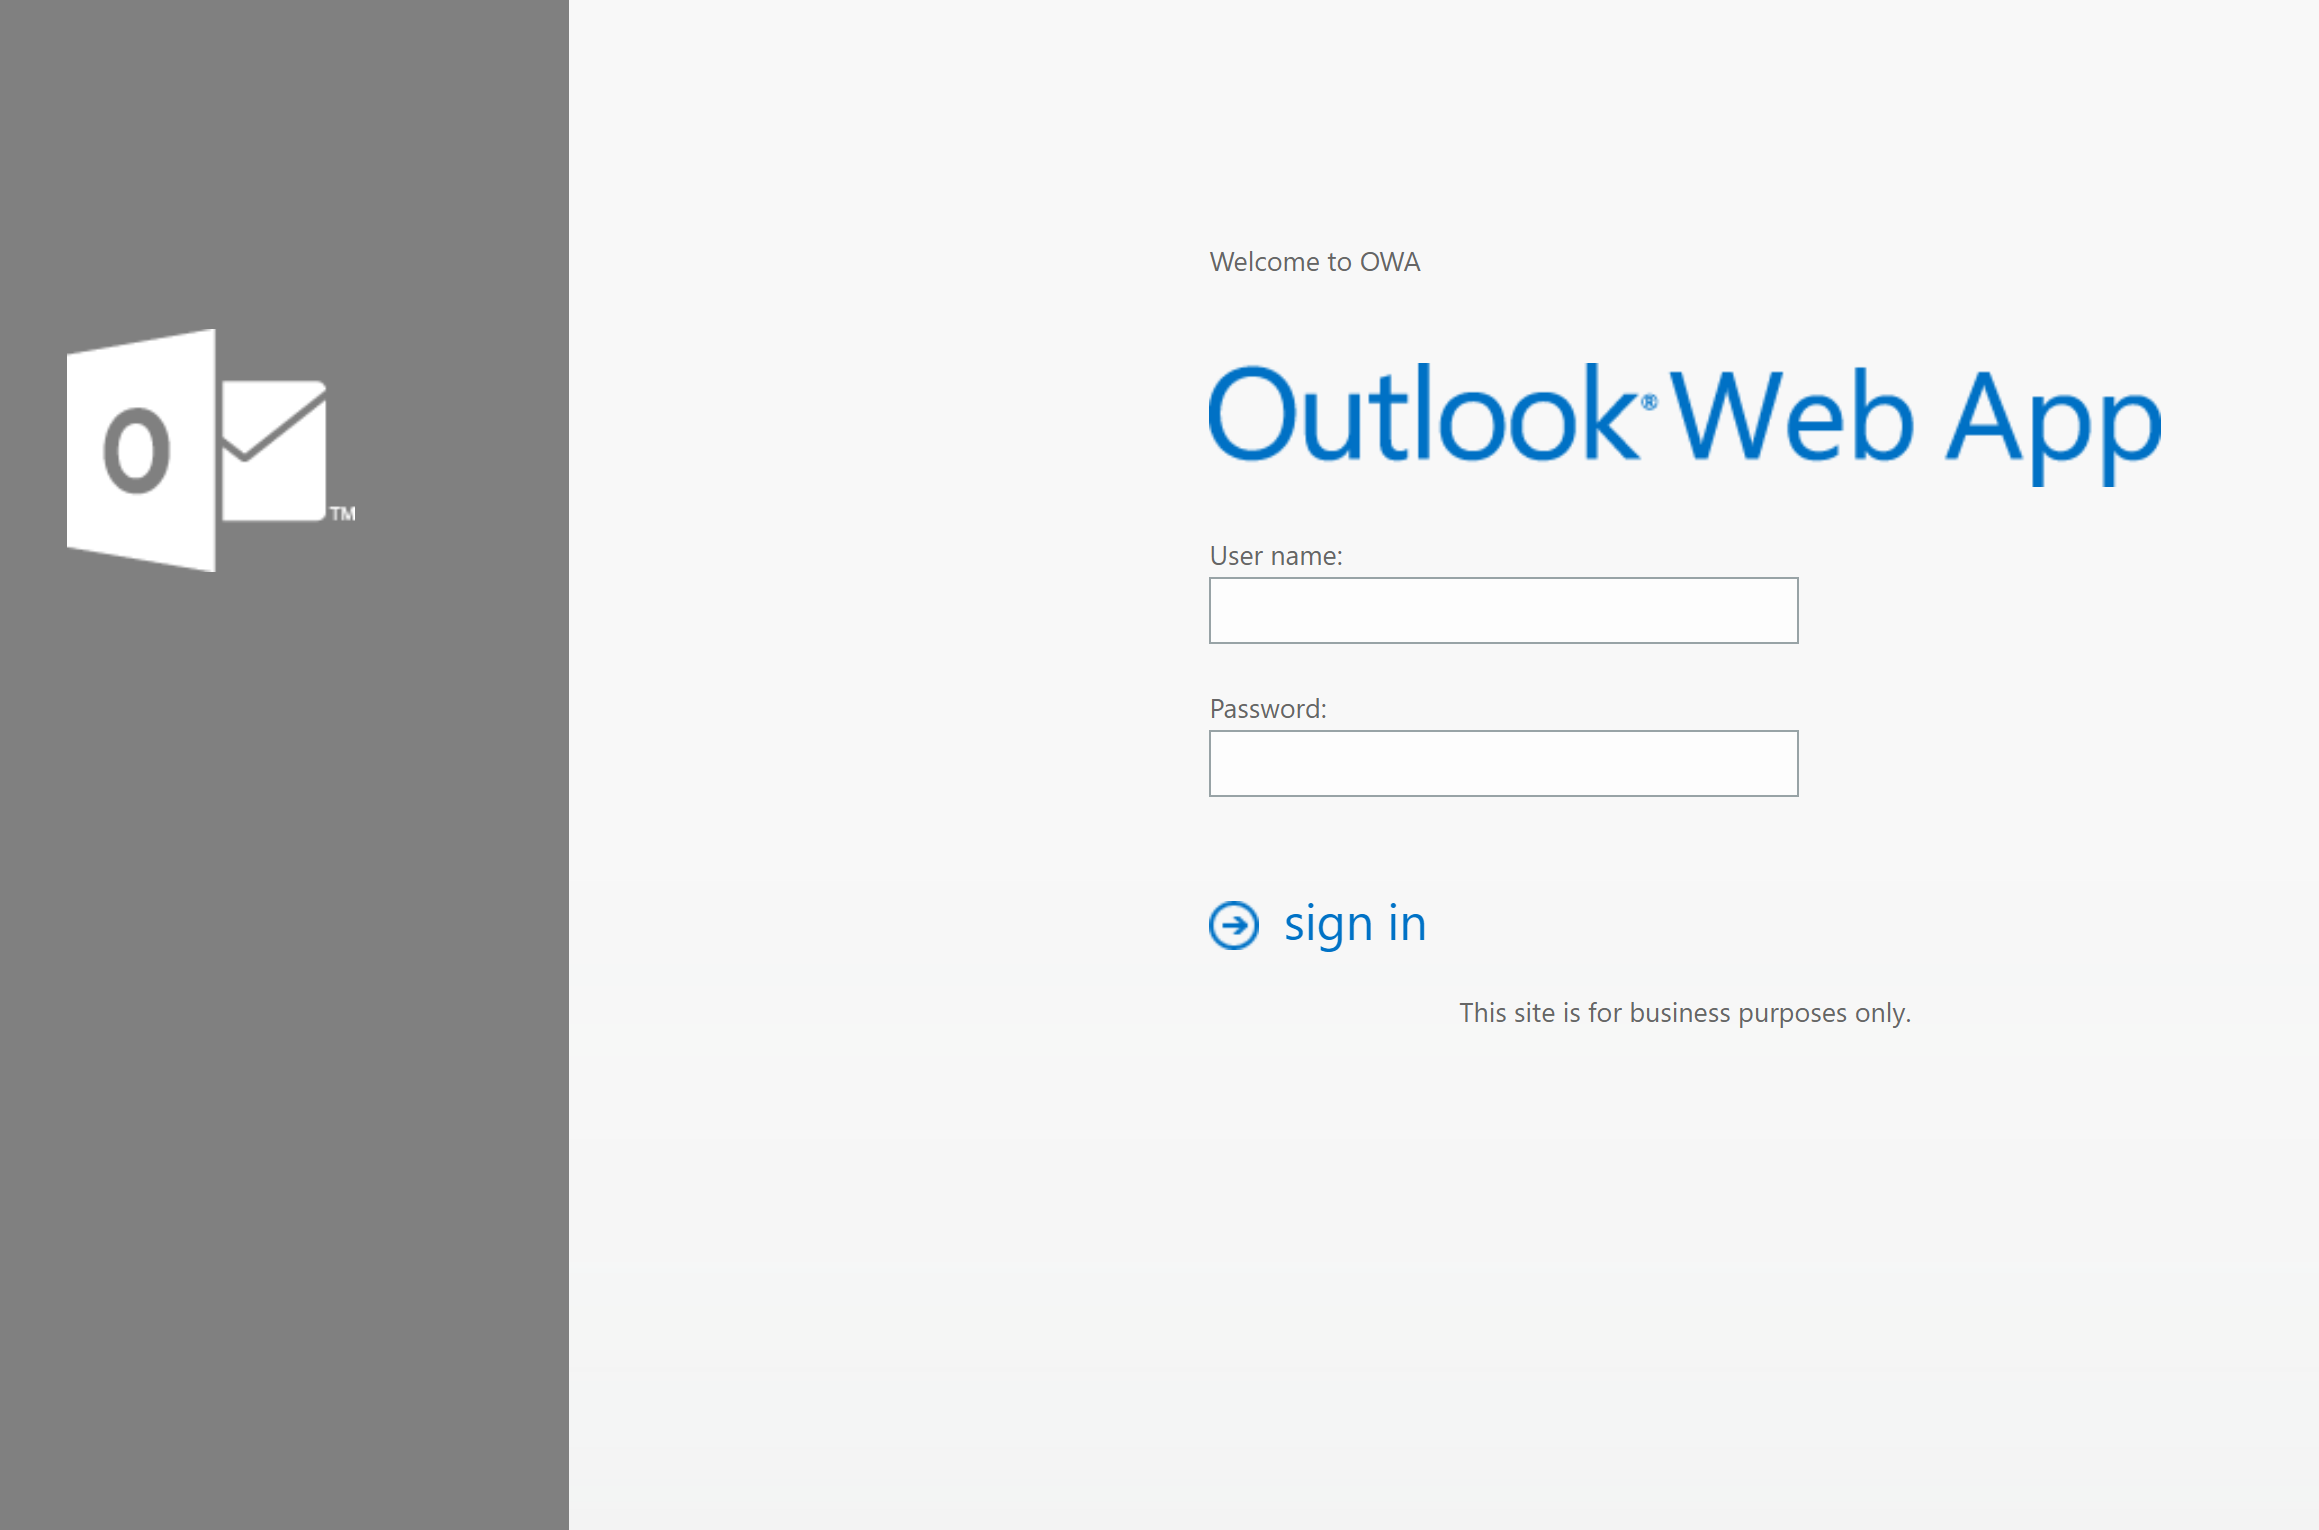 Welcome to OWA
O
TM
Outlook® Web App
User name:
Password:
sign in
This site is for business purposes only.